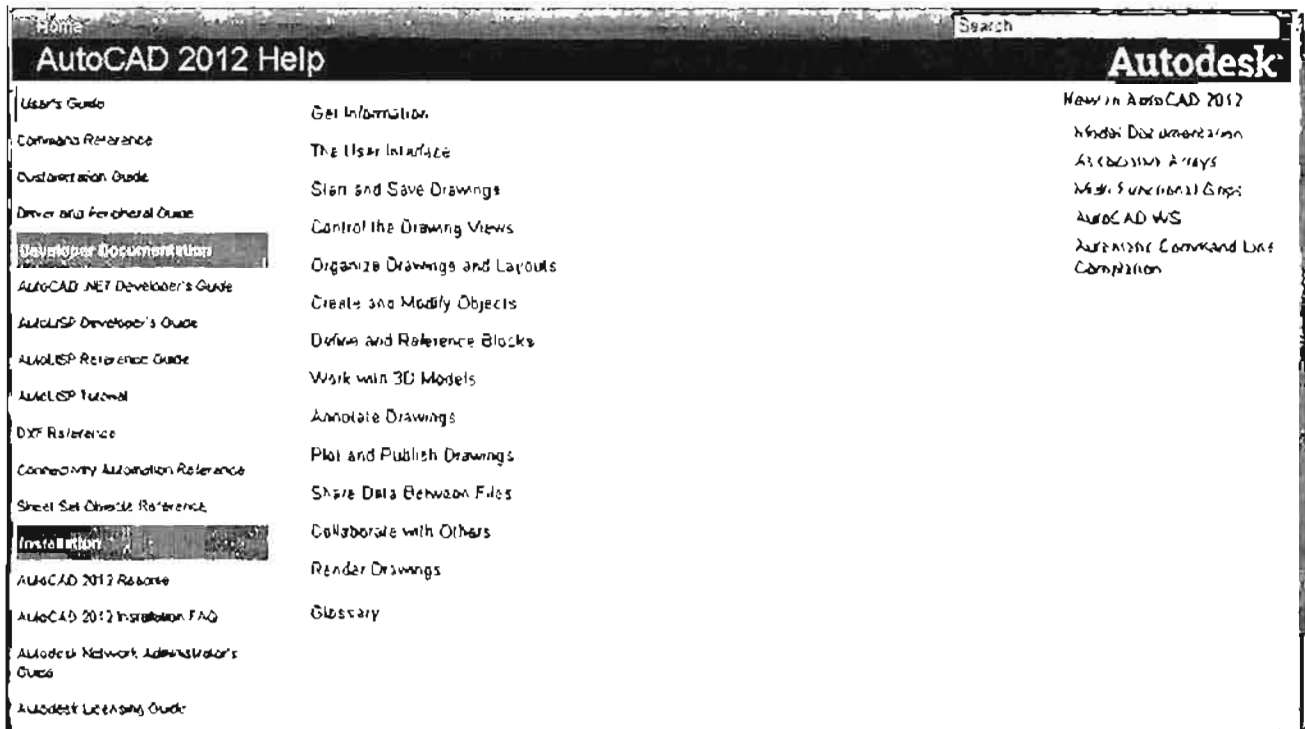 Home
Search
AutoCAD 2012 Help
Autodesk
User's Guide
Command Reference
Customization Guide
Driver and Peripheral Guide
Developer Documentation
AutoCAD .NET Developer's Guide
AutoLISP Developer's Guide
AutoLISP Reference Guide
AutoLISP Tutorial
DXF Reference
Connectivity Automation Reference
Sheet Set Objects Reference
Installation
AutoCAD 2012 Readme
AutoCAD 2012 Installation FAQ
Autodesk Network Administrator's
Guide
Autodesk Licensing Guide
Get Information
The User Interface
Start and Save Drawings
Control the Drawing Views
Organize Drawings and Layouts
Create and Modify Objects
Define and Reference Blocks
Work with 3D Models
Annotate Drawings
Plot and Publish Drawings
Share Data Between Files
Collaborate with Others
Render Drawings
Glossary
New in AutoCAD 2012
Model Documentation
Associative Arrays
Multi-Functional Grips
AutoCAD WS
Automatic Command Line
Completion